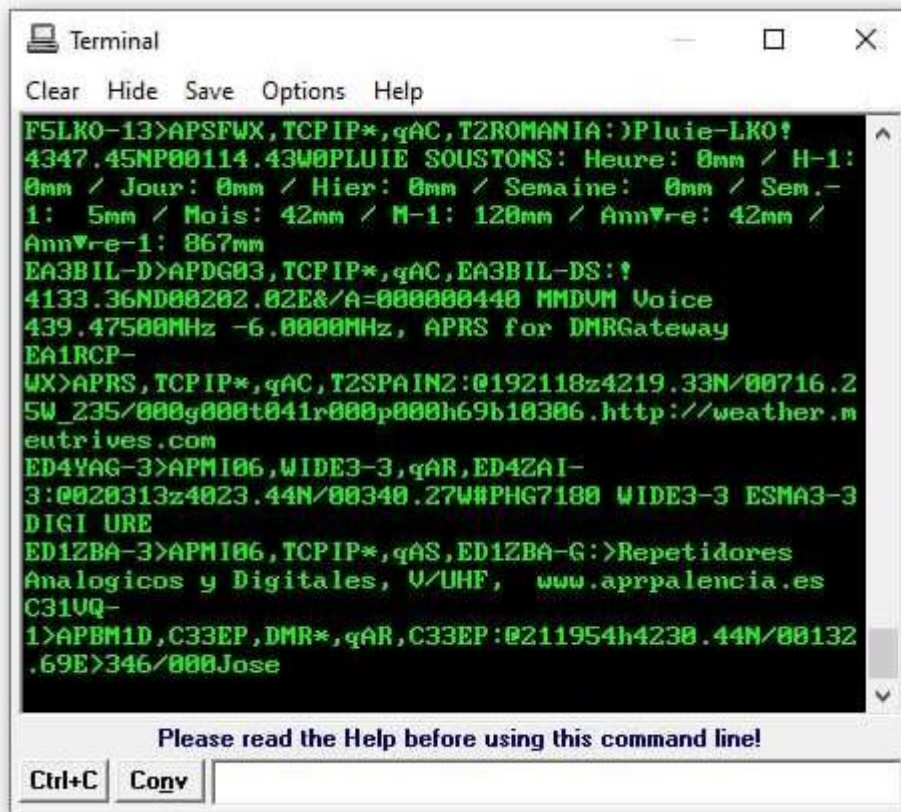 Terminal
Clear Hide Save Options Help
F5LKO-13>APSFWX,TCPIP*,qAC,T2ROMANIA:)Pluie-LKO!
4347.45NP00114.43W0PLUIE SOUSTONS: Heure: 0mm / H-1:
0mm / Jour: 0mm / Hier: 0mm / Semaine:  0mm / Sem.-
1:  5mm / Mois: 42mm / M-1: 120mm / Ann▼⌐e: 42mm /
Ann▼⌐e-1: 867mm
EA3BIL-D>APDG03,TCPIP*,qAC,EA3BIL-DS:!
4133.36ND00202.02E&/A=000000440 MMDVM Voice
439.47500MHz -6.0000MHz, APRS for DMRGateway
EA1RCP-
WX>APRS,TCPIP*,qAC,T2SPAIN2:@192118z4219.33N/00716.2
5W_235/000g000t041r000p000h69b10306.http://weather.m
eutrives.com
ED4YAG-3>APMI06,WIDE3-3,qAR,ED4ZAI-
3:@020313z4023.44N/00340.27W#PHG7180 WIDE3-3 ESMA3-3
DIGI URE
ED1ZBA-3>APMI06,TCPIP*,qAS,ED1ZBA-G:>Repetidores
Analogicos y Digitales, V/UHF,  www.aprpalencia.es
C31VQ-
1>APBM1D,C33EP,DMR*,qAR,C33EP:@211954h4230.44N/00132
.69E>346/000Jose
Please read the Help before using this command line!
Ctrl+C Conv